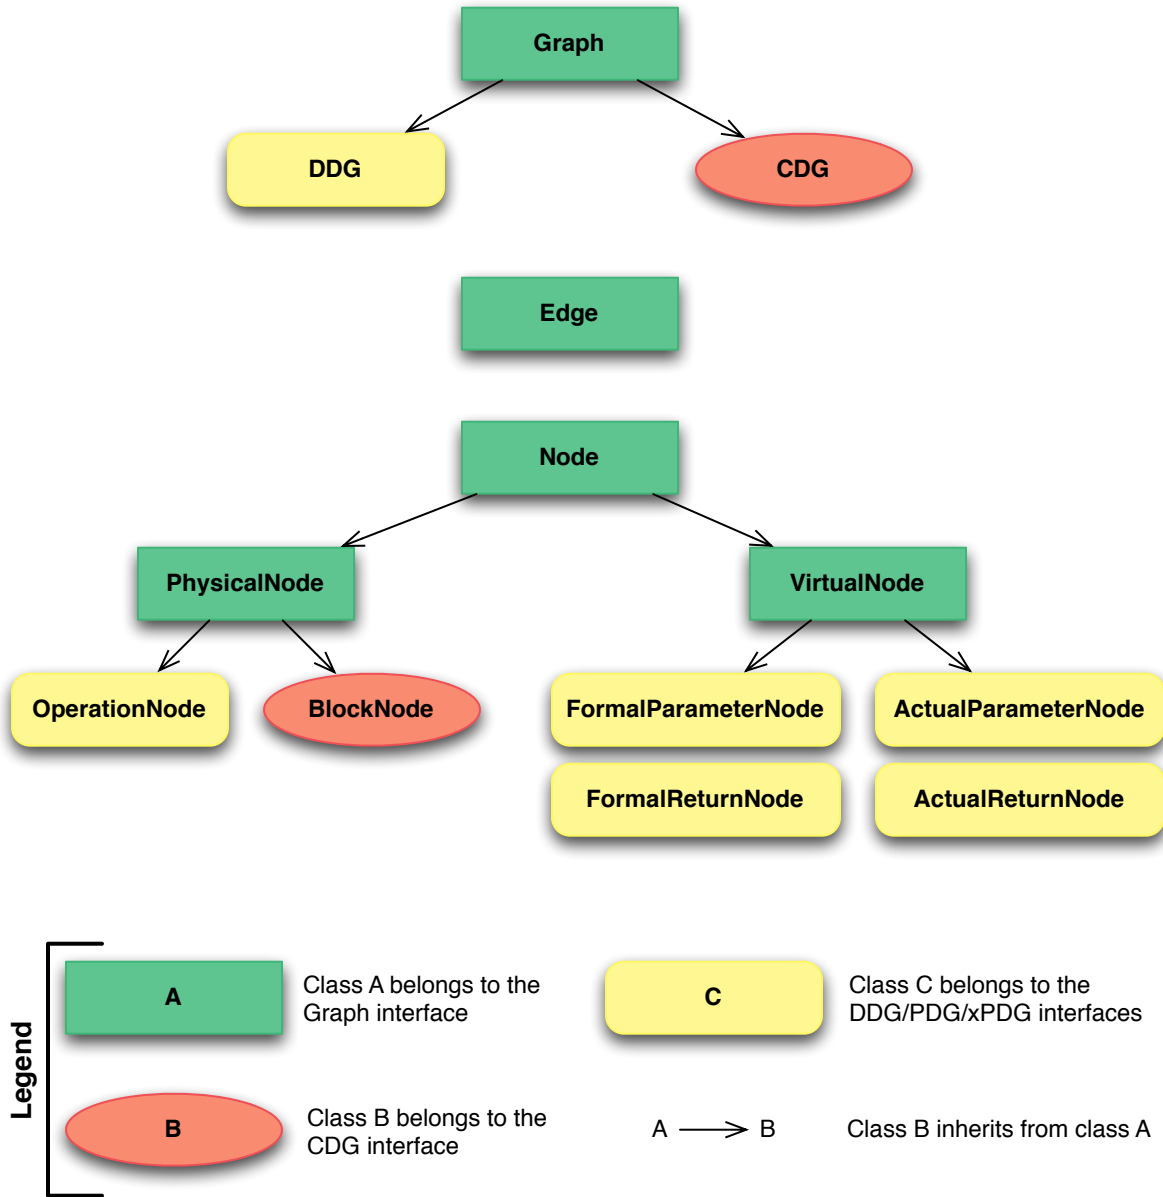 Graph
DDG
CDG
Edge
Node
PhysicalNode
VirtualNode
OperationNode
BlockNode
FormalParameterNode
ActualParameterNode
FormalReturnNode
ActualReturnNode
Legend
A
Class A belongs to the
Graph interface
C
Class C belongs to the
DDG/PDG/xPDG interfaces
B
Class B belongs to the
CDG interface
A
B
Class B inherits from class A